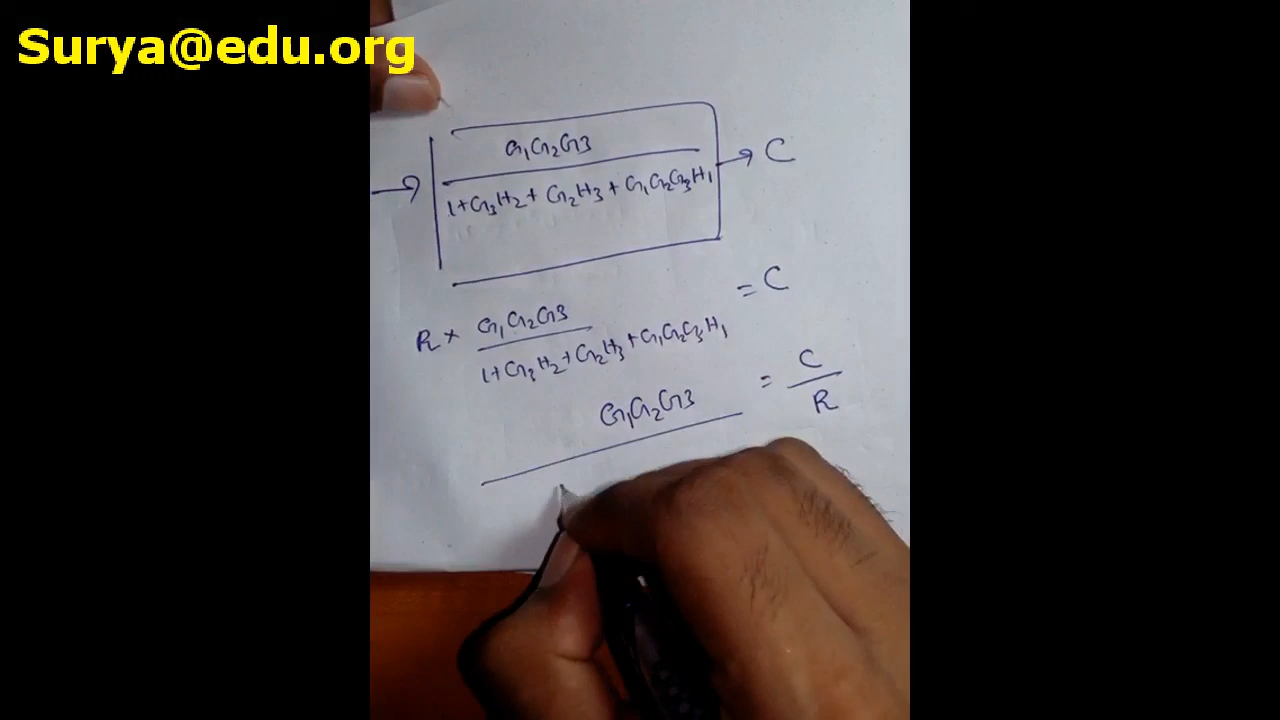 Surya@edu.org
G₁G₂G3
1+G₃H₂+ G₂H₃ + G₁G₂G₃H₁
→ C
R × G₁G₂G3
1+G₃H₂+G₂H₃+G₁G₂G₃H₁
= C
G₁G₂G3
= C
R